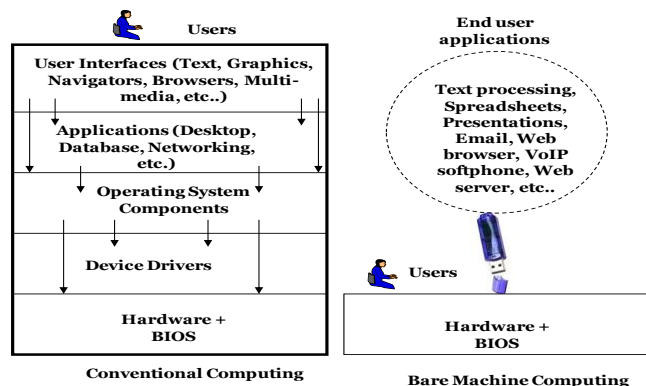 Users
User Interfaces (Text, Graphics,
Navigators, Browsers, Multi-
media, etc..)
Applications (Desktop,
Database, Networking,
etc.)
Operating System
Components
Device Drivers
Hardware +
BIOS
Conventional Computing
End user
applications
Text processing,
Spreadsheets,
Presentations,
Email, Web
browser, VoIP
softphone, Web
server, etc..
Users
Hardware +
BIOS
Bare Machine Computing